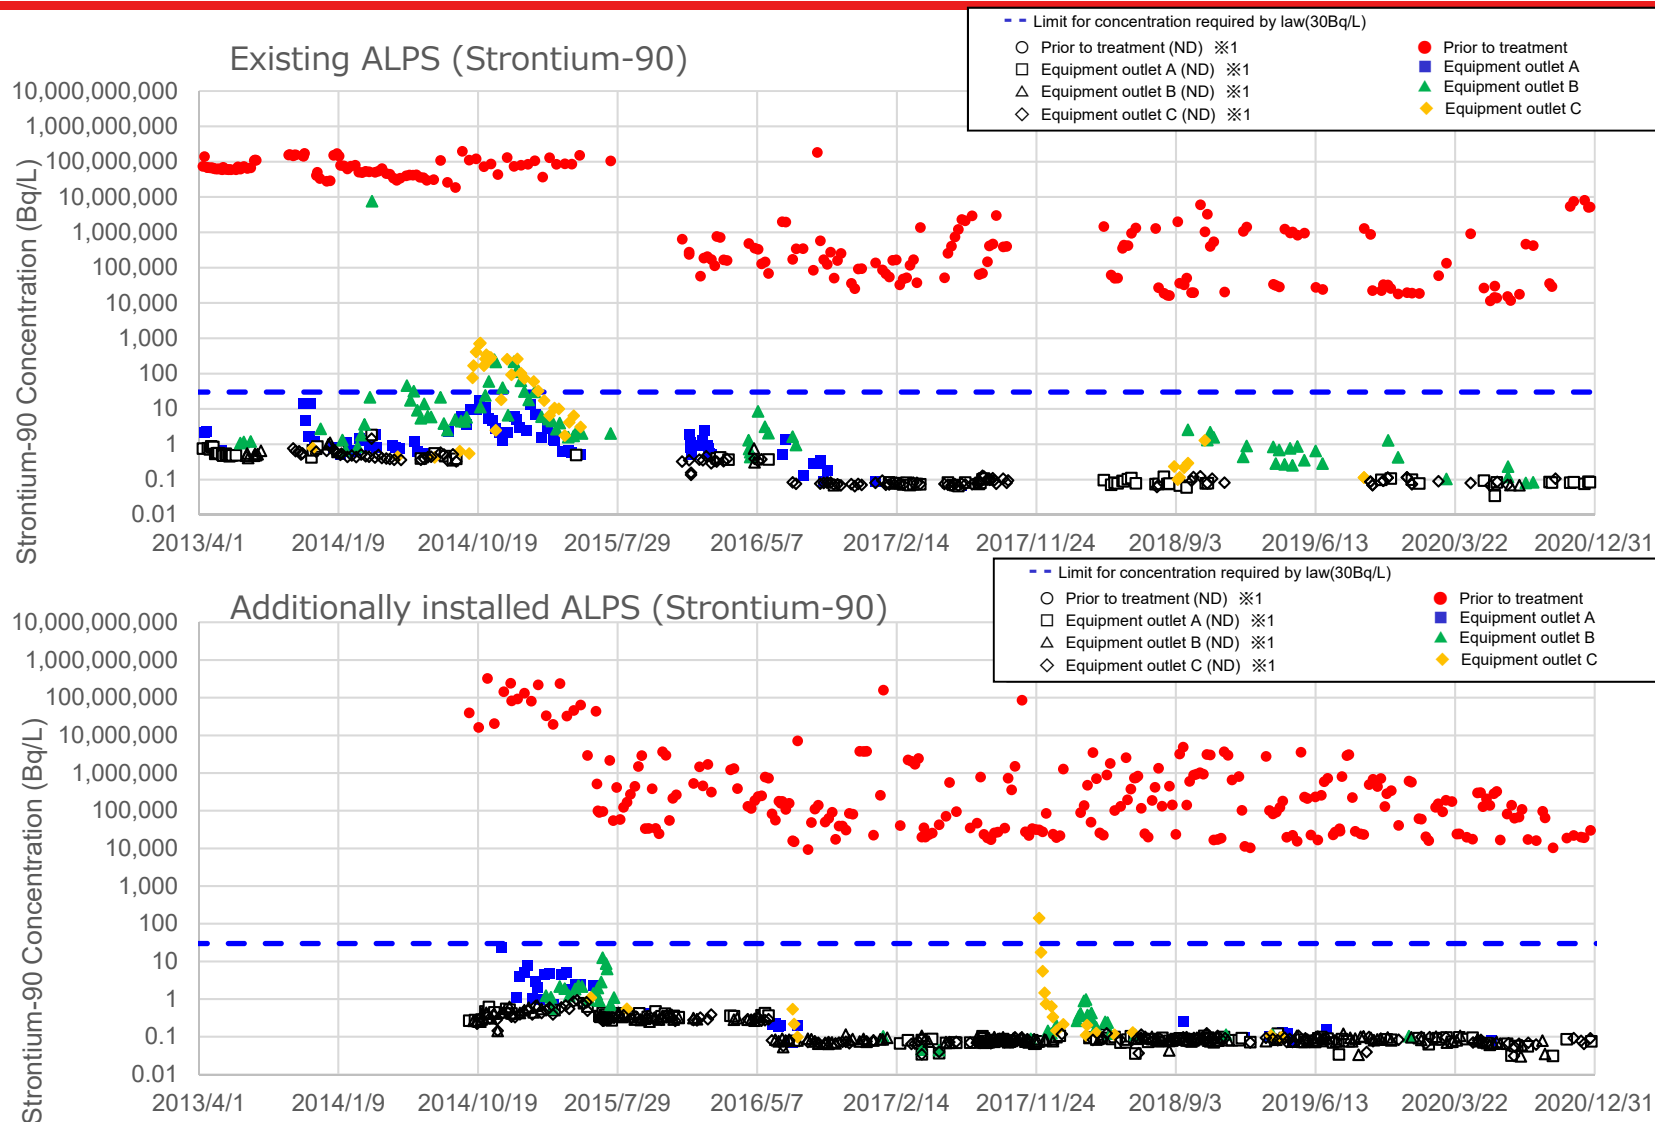 Existing ALPS (Strontium-90)
Limit for concentration required by law(30Bq/L)
Prior to treatment (ND) ※1
Equipment outlet A (ND) ※1
Equipment outlet B (ND) ※1
Equipment outlet C (ND) ※1
Prior to treatment
Equipment outlet A
Equipment outlet B
Equipment outlet C
Strontium-90 Concentration (Bq/L)
10,000,000,000
1,000,000,000
100,000,000
10,000,000
1,000,000
100,000
10,000
1,000
100
10
1
0.1
0.01
2013/4/1 2014/1/9 2014/10/19 2015/7/29 2016/5/7 2017/2/14 2017/11/24 2018/9/3 2019/6/13 2020/3/22 2020/12/31
Additionally installed ALPS (Strontium-90)
Limit for concentration required by law(30Bq/L)
Prior to treatment (ND) ※1
Equipment outlet A (ND) ※1
Equipment outlet B (ND) ※1
Equipment outlet C (ND) ※1
Prior to treatment
Equipment outlet A
Equipment outlet B
Equipment outlet C
Strontium-90 Concentration (Bq/L)
10,000,000,000
1,000,000,000
100,000,000
10,000,000
1,000,000
100,000
10,000
1,000
100
10
1
0.1
0.01
2013/4/1 2014/1/9 2014/10/19 2015/7/29 2016/5/7 2017/2/14 2017/11/24 2018/9/3 2019/6/13 2020/3/22 2020/12/31